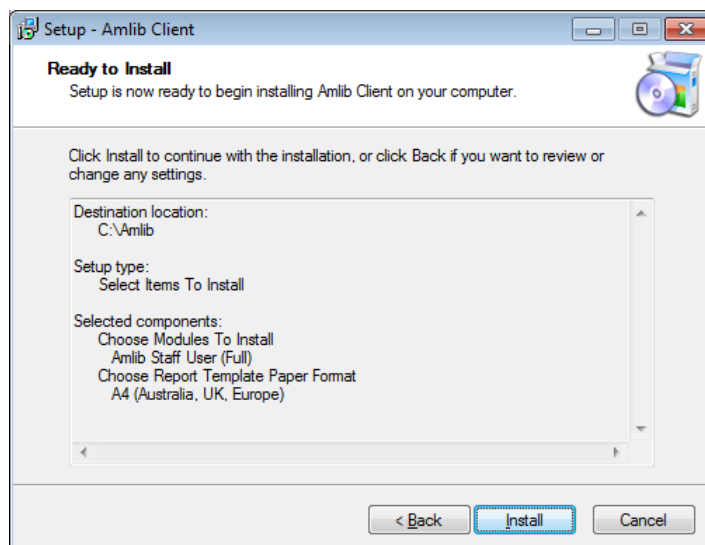 Setup - Amlib Client
Ready to Install
Setup is now ready to begin installing Amlib Client on your computer.
Click Install to continue with the installation, or click Back if you want to review or
change any settings.
Destination location:
C:\Amlib
Setup type:
Select Items To Install
Selected components:
Choose Modules To Install
Amlib Staff User (Full)
Choose Report Template Paper Format
A4 (Australia, UK, Europe)
< Back
Install
Cancel